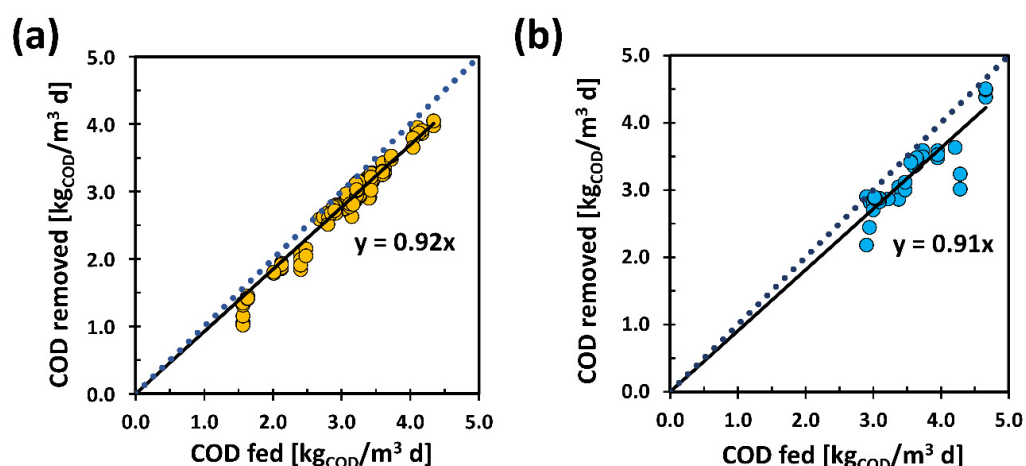 (a)
COD removed [kgCOD/m³ d]
5.0
4.0
3.0
2.0
1.0
0.0
y = 0.92x
0.0 1.0 2.0 3.0 4.0 5.0
COD fed [kgCOD/m³ d]
(b)
COD removed [kgCOD/m³ d]
5.0
4.0
3.0
2.0
1.0
0.0
y = 0.91x
0.0 1.0 2.0 3.0 4.0 5.0
COD fed [kgCOD/m³ d]